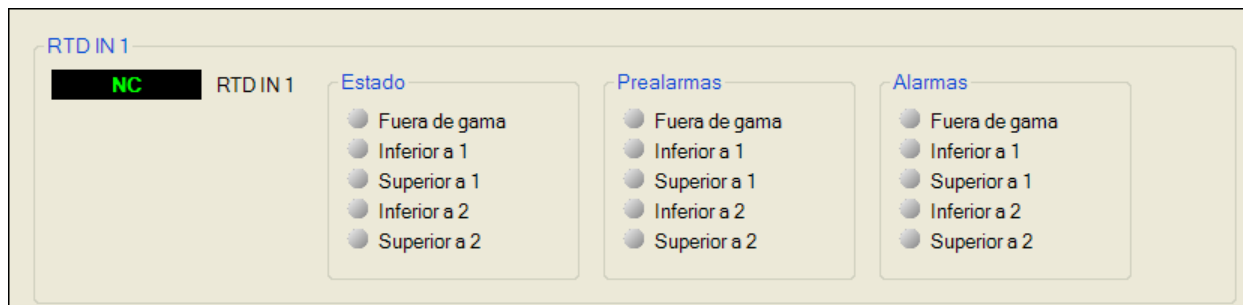 RTD IN 1
NC
RTD IN 1
Estado
Fuera de gama
Inferior a 1
Superior a 1
Inferior a 2
Superior a 2
Prealarmas
Fuera de gama
Inferior a 1
Superior a 1
Inferior a 2
Superior a 2
Alarmas
Fuera de gama
Inferior a 1
Superior a 1
Inferior a 2
Superior a 2